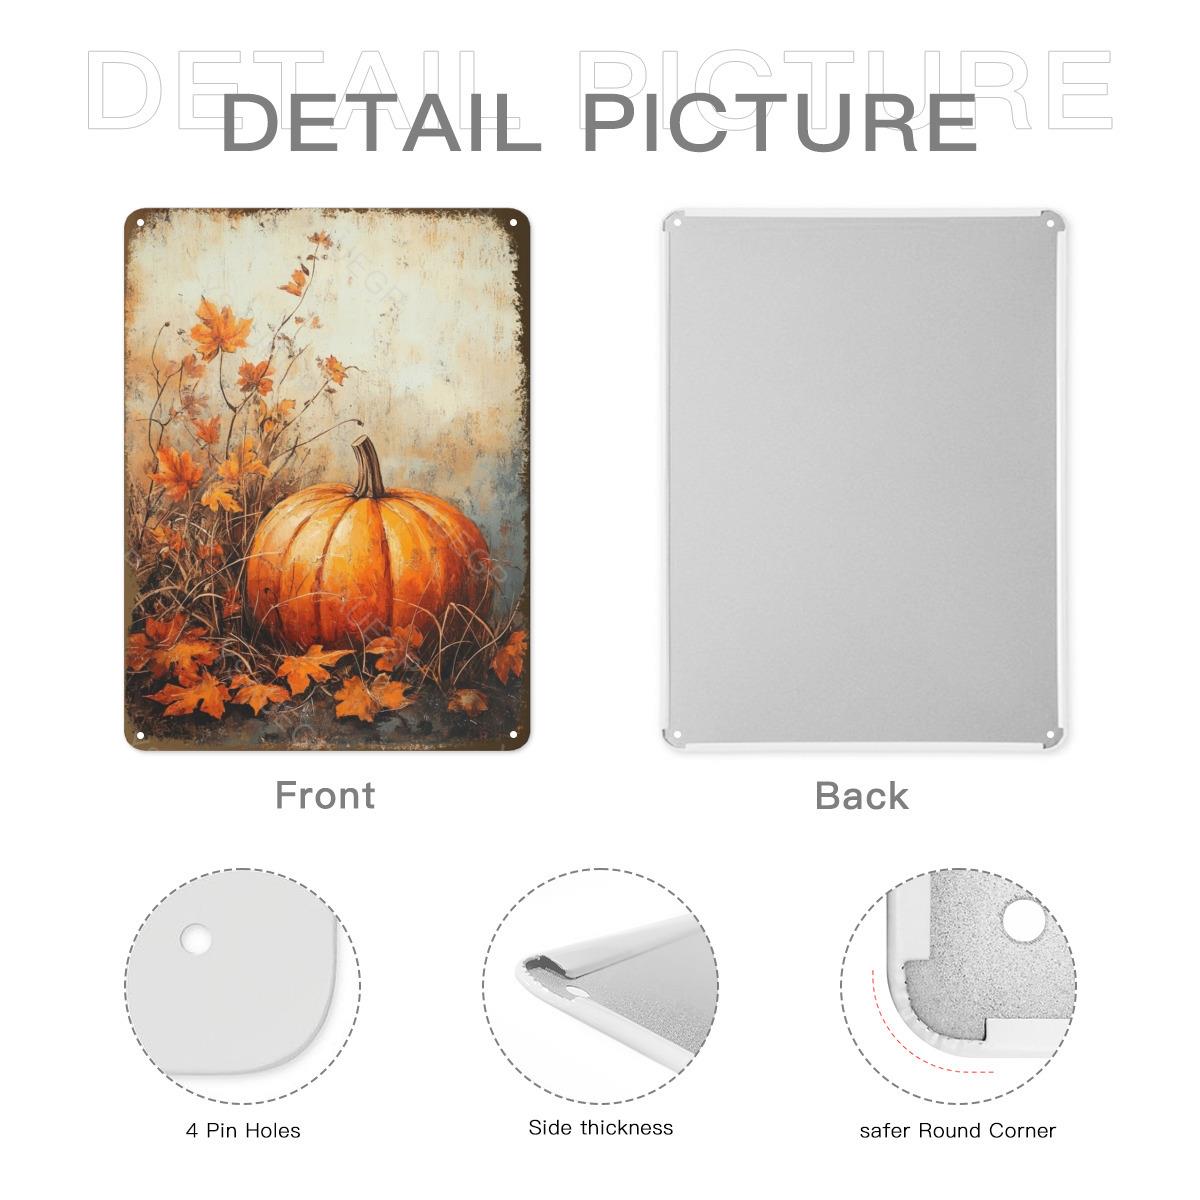 DETAIL PICTURE
DETAIL PICTURE
Front
Back
4 Pin Holes
Side thickness
safer Round Corner